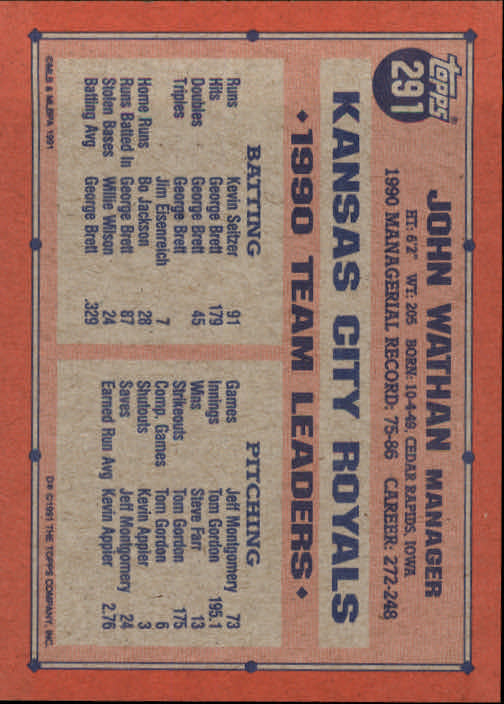 Topps®
291
JOHN WATHAN MANAGER
HT: 6'2" WT: 205 BORN: 10-4-49, CEDAR RAPIDS, IOWA
1990 MANAGERIAL RECORD: 75-86 CAREER: 272-248
KANSAS CITY ROYALS
•1990 TEAM LEADERS•
BATTING
Runs Kevin Seitzer 91
Hits George Brett 179
Doubles George Brett 45
Triples George Brett
Jim Eisenreich 7
Home Runs Bo Jackson 28
Runs Batted In George Brett 87
Stolen Bases Willie Wilson 24
Batting Avg George Brett .329
PITCHING
Games Jeff Montgomery 73
Innings Tom Gordon 195.1
Wins Steve Farr 13
Strikeouts Tom Gordon 175
Comp. Games Tom Gordon 6
Shutouts Kevin Appier 3
Saves Jeff Montgomery 24
Earned Run Avg Kevin Appier 2.76
©MLB & MLBPA 1991
D* ©1991 THE TOPPS COMPANY, INC.